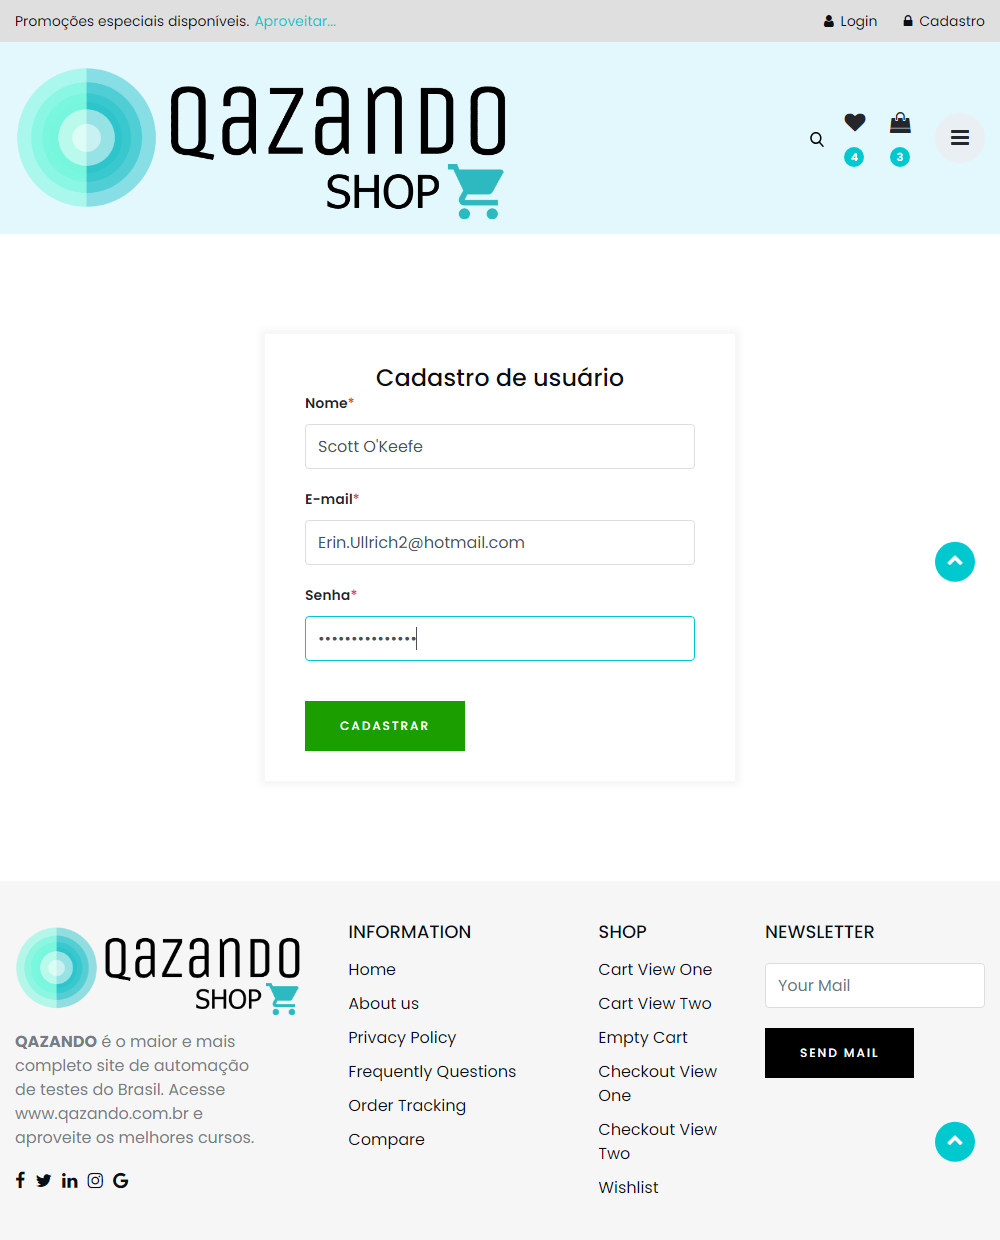 Promoções especiais disponíveis. Aproveitar...
Login
Cadastro
QAZANDO
SHOP
4
3
Cadastro de usuário
Nome*
Scott O'Keefe
E-mail*
Erin.Ullrich2@hotmail.com
Senha*
•••••••••••••••
CADASTRAR
QAZANDO
SHOP
QAZANDO é o maior e mais
completo site de automação
de testes do Brasil. Acesse
www.qazando.com.br e
aproveite os melhores cursos.
INFORMATION
Home
About us
Privacy Policy
Frequently Questions
Order Tracking
Compare
SHOP
Cart View One
Cart View Two
Empty Cart
Checkout View
One
Checkout View
Two
Wishlist
NEWSLETTER
Your Mail
SEND MAIL